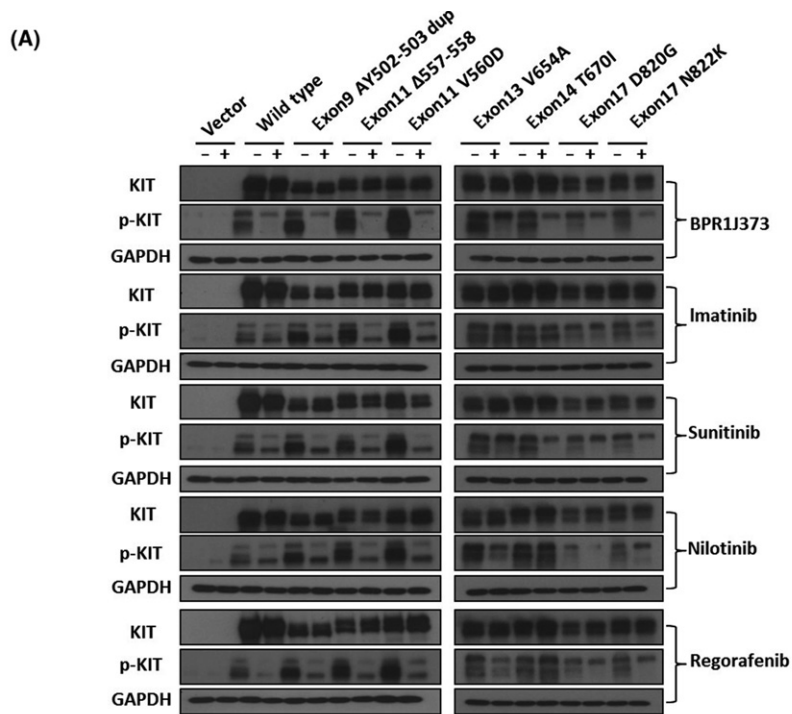 (A)
Vector
Wild type
Exon9 AY502-503 dup
Exon11 Δ557-558
Exon11 V560D
Exon13 V654A
Exon14 T670I
Exon17 D820G
Exon17 N822K
– + – + – + – + – + – + – + – + – +
KIT
p-KIT BPR1J373
GAPDH
KIT
p-KIT Imatinib
GAPDH
KIT
p-KIT Sunitinib
GAPDH
KIT
p-KIT Nilotinib
GAPDH
KIT
p-KIT Regorafenib
GAPDH